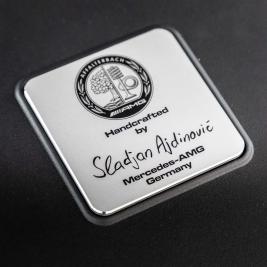 AFFALTERBACH
AMG
Handcrafted
by
Sladjan Ajdinović
Mercedes-AMG
Germany